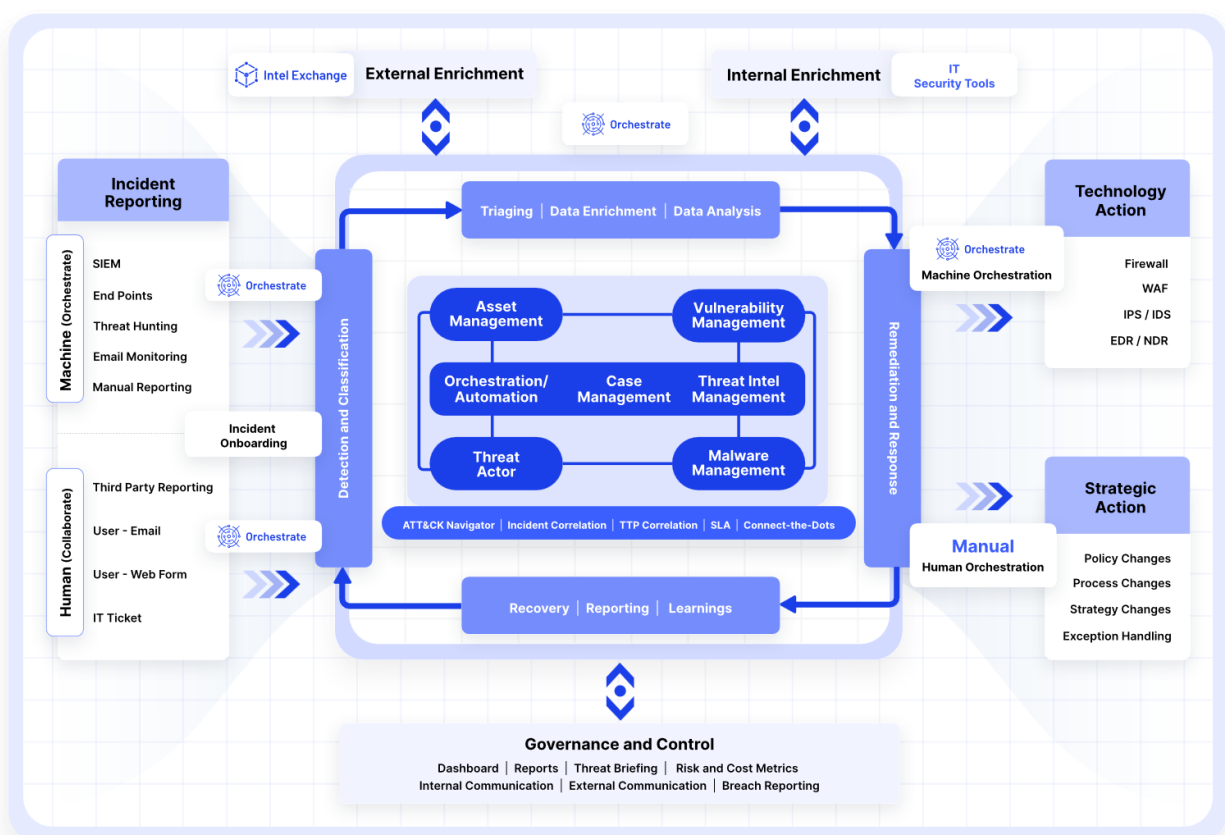 Intel Exchange
External Enrichment
Internal Enrichment
IT
Security Tools
Orchestrate
Incident
Reporting
Machine (Orchestrate)
SIEM
End Points
Threat Hunting
Email Monitoring
Manual Reporting
Orchestrate
Incident
Onboarding
Human (Collaborate)
Third Party Reporting
User - Email
User - Web Form
IT Ticket
Orchestrate
Detection and Classification
Triaging | Data Enrichment | Data Analysis
Asset
Management
Vulnerability
Management
Orchestration/
Automation
Case
Management
Threat Intel
Management
Threat
Actor
Malware
Management
ATT&CK Navigator | Incident Correlation | TTP Correlation | SLA | Connect-the-Dots
Recovery | Reporting | Learnings
Remediation and Response
Orchestrate
Machine Orchestration
Technology
Action
Firewall
WAF
IPS / IDS
EDR / NDR
Manual
Human Orchestration
Strategic
Action
Policy Changes
Process Changes
Strategy Changes
Exception Handling
Governance and Control
Dashboard | Reports | Threat Briefing | Risk and Cost Metrics
Internal Communication | External Communication | Breach Reporting